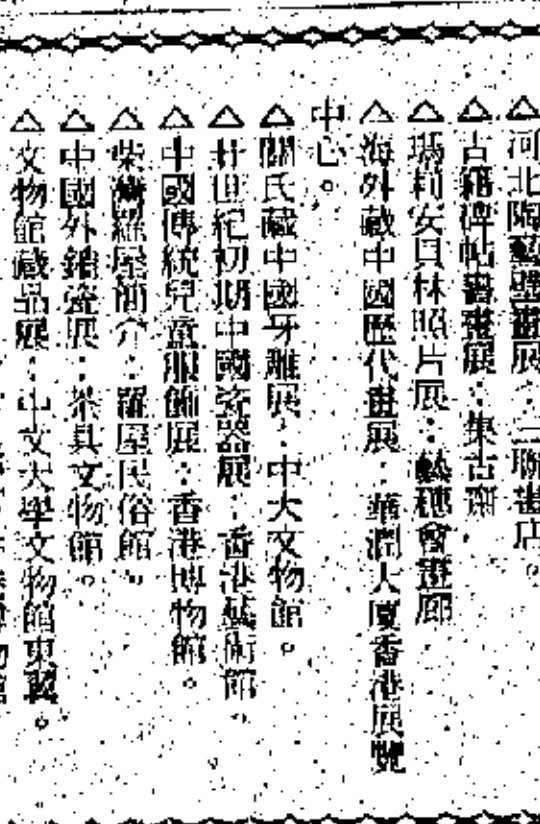 △河北陶藝壁畫展：三聯書店。
△古籍碑帖書畫展：集古齋。
△瑪莉安貝林照片展：藝穗會畫廊。
△海外藏中國歷代畫展：華潤大廈香港展覽
中心。
△關氏藏中國牙雕展：中大文物館。
△廿世紀初期中國瓷器展：香港藝術館。
△中國傳統兒童服飾展：香港博物館。
△柴灣羅屋簡介：羅屋民俗館。
△中國外銷瓷展：茶具文物館。
△文物館藏品展：中文大學文物館東翼。